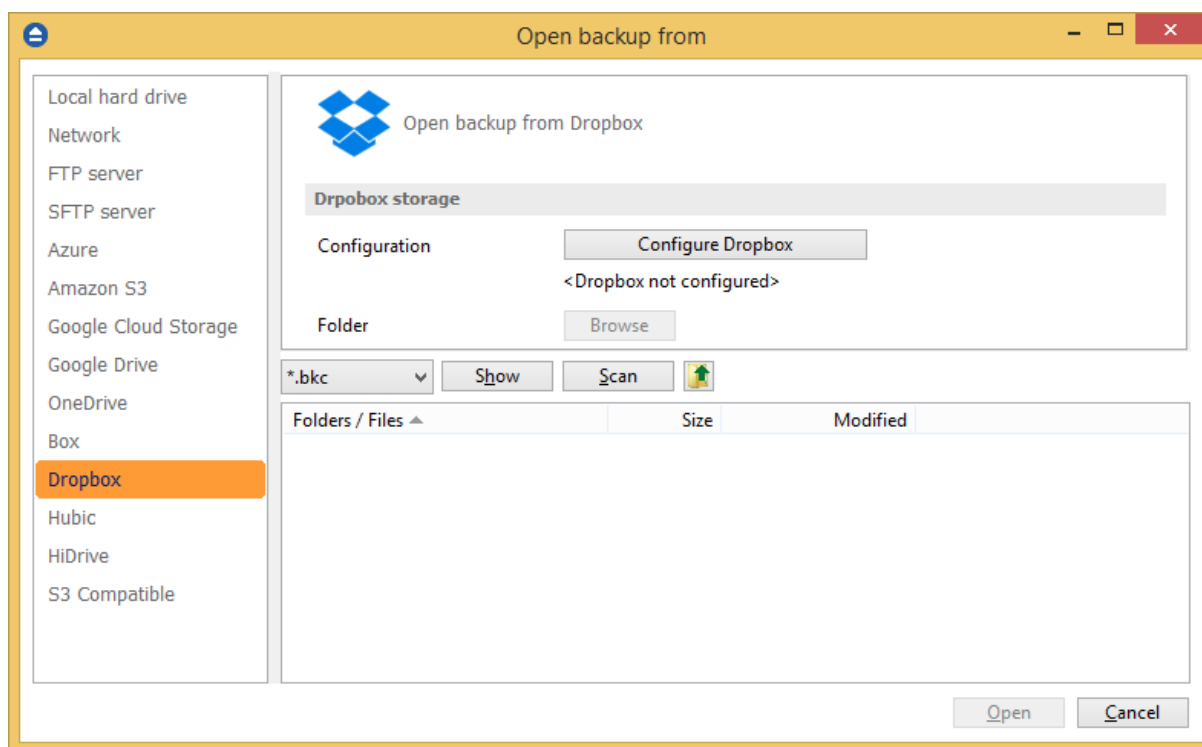 Open backup from
Local hard drive
Network
FTP server
SFTP server
Azure
Amazon S3
Google Cloud Storage
Google Drive
OneDrive
Box
Dropbox
Hubic
HiDrive
S3 Compatible
Open backup from Dropbox
Drpobox storage
Configuration Configure Dropbox
<Dropbox not configured>
Folder Browse
*.bkc Show Scan
Folders / Files Size Modified
Open Cancel